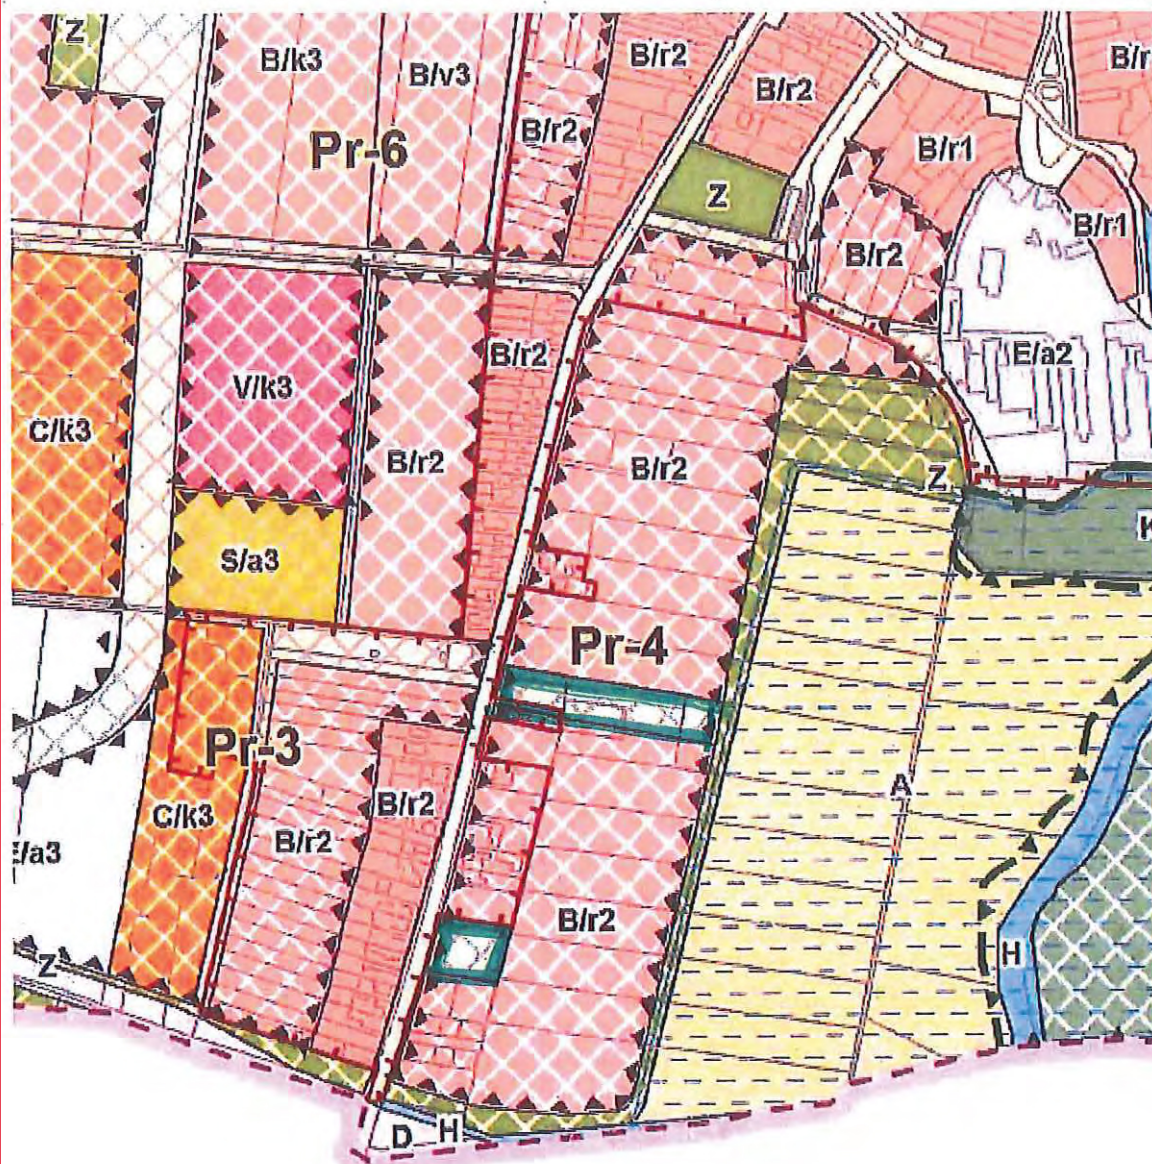 Z
B/k3
B/v3
B/r2
B/r2
B/r
B/r2
Pr-6
B/r1
Z
B/r1
B/r2
B/r2
E/a2
V/k3
C/k3
B/r2
B/r2
Z
K
S/a3
Pr-4
Pr-3
A
B/r2
C/k3
B/r2
/a3
B/r2
H
Z
D
H